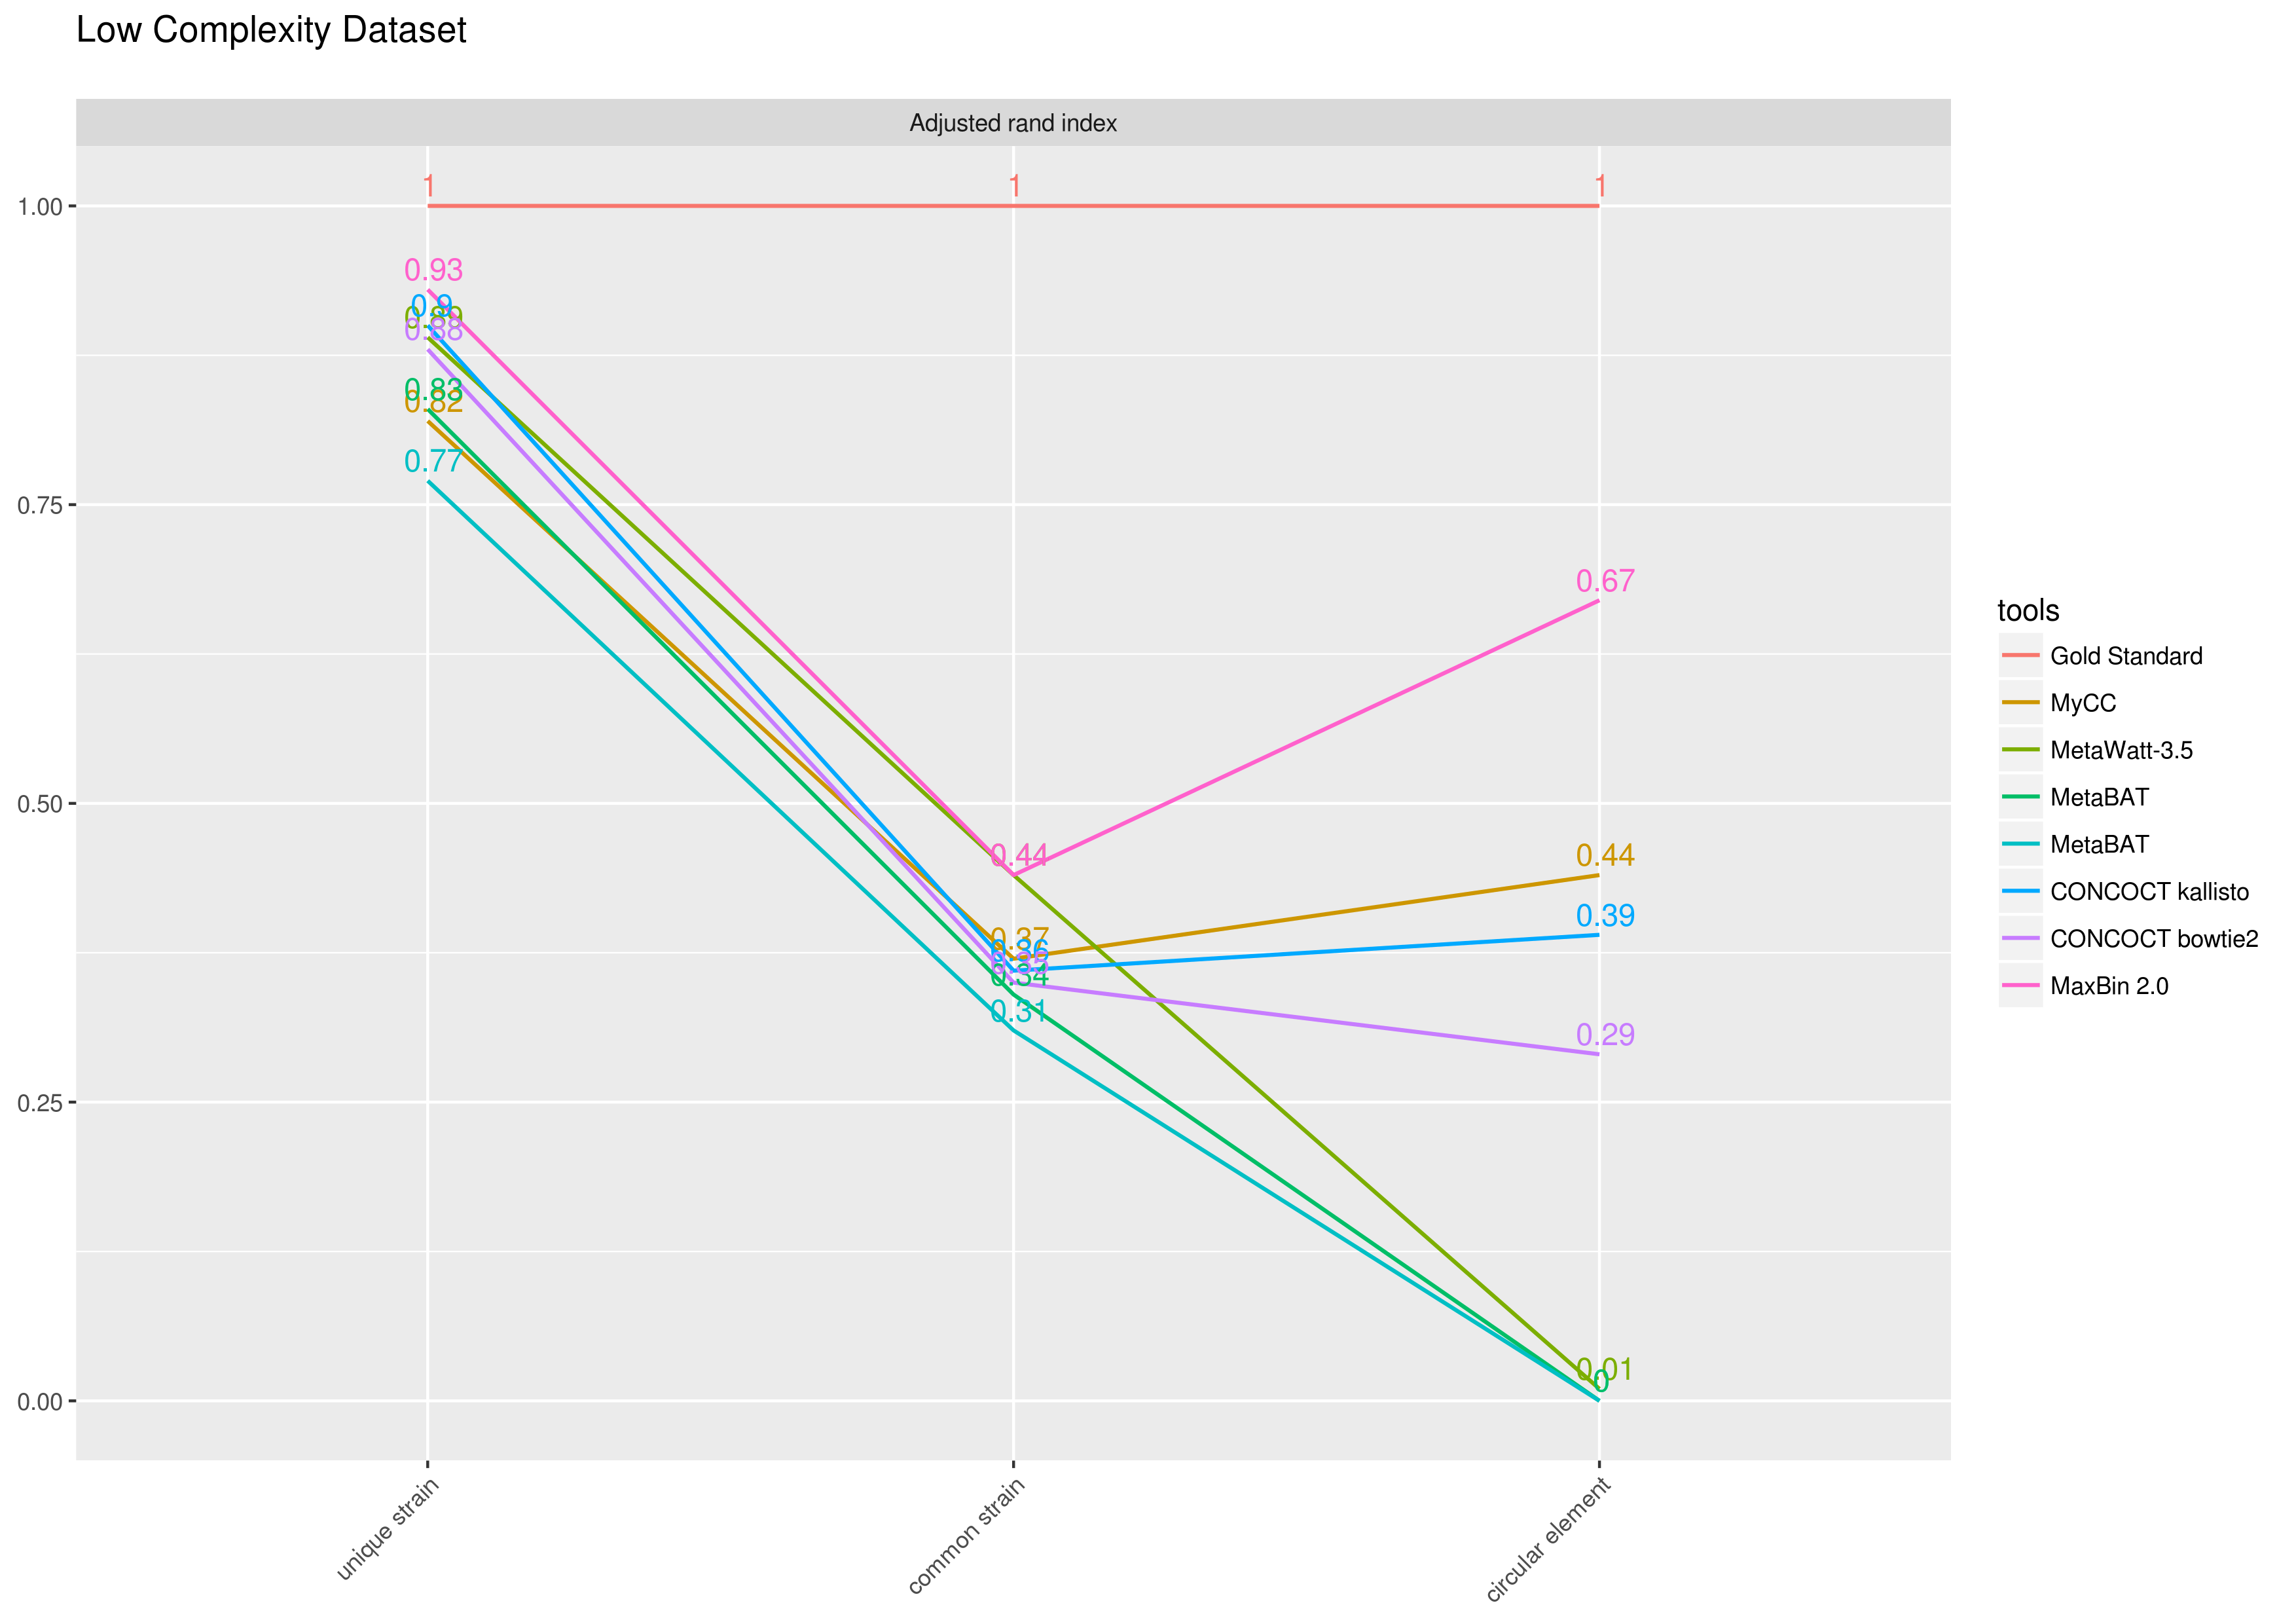 Low Complexity Dataset
Adjusted rand index
1 1 1
1.00
0.93
0.9
0.89
0.88
0.83
0.82
0.77
0.75
0.67
0.50
0.44 0.44
0.37
0.39
0.36
0.35
0.34
0.31
0.29
0.25
0.01
0
0.00
unique strain
common strain
circular element
tools
Gold Standard
MyCC
MetaWatt-3.5
MetaBAT
MetaBAT
CONCOCT kallisto
CONCOCT bowtie2
MaxBin 2.0